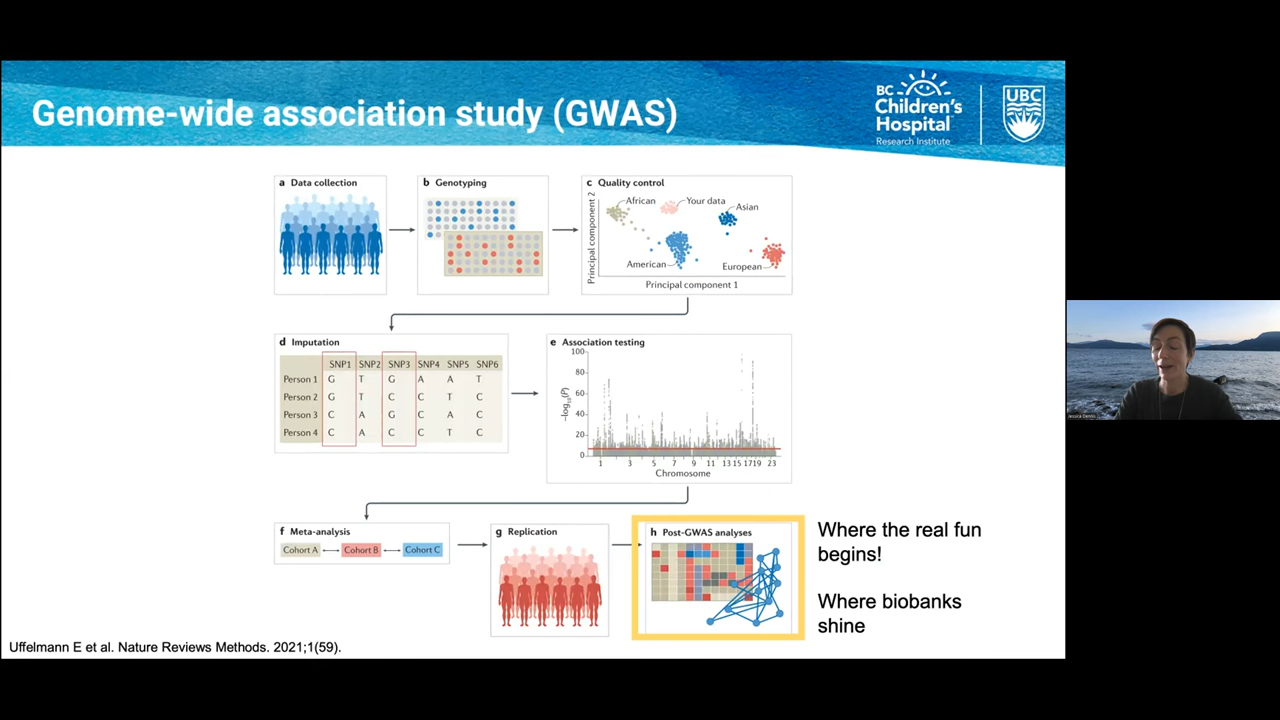 Genome-wide association study (GWAS)
BC
Children's
Hospital
Research Institute
UBC
a Data collection
b Genotyping
c Quality control
Principal component 2
African
Your data
Asian
American
European
Principal component 1
d Imputation
SNP1 SNP2 SNP3 SNP4 SNP5 SNP6
Person 1 G T G A A T
Person 2 G T C C T C
Person 3 C A G C A C
Person 4 C A C C T C
e Association testing
100
80
60
40
20
0
−log10(P)
1 3 5 7 9 11 13 15 17 19 23
Chromosome
f Meta-analysis
Cohort A Cohort B Cohort C
g Replication
h Post-GWAS analyses
Where the real fun
begins!
Where biobanks
shine
Uffelmann E et al. Nature Reviews Methods. 2021;1(59).
Jessica Dennis